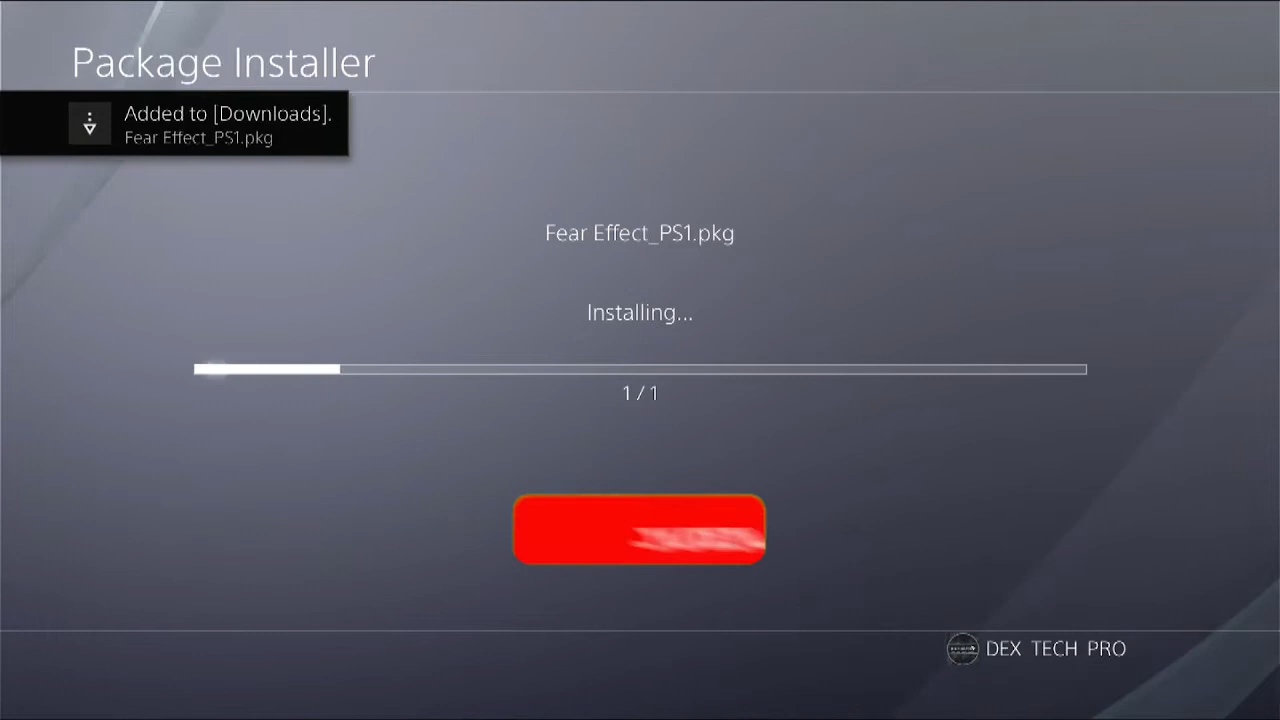 Package Installer
Added to [Downloads].
Fear Effect_PS1.pkg
Fear Effect_PS1.pkg
Installing...
1 / 1
DEX TECH PRO